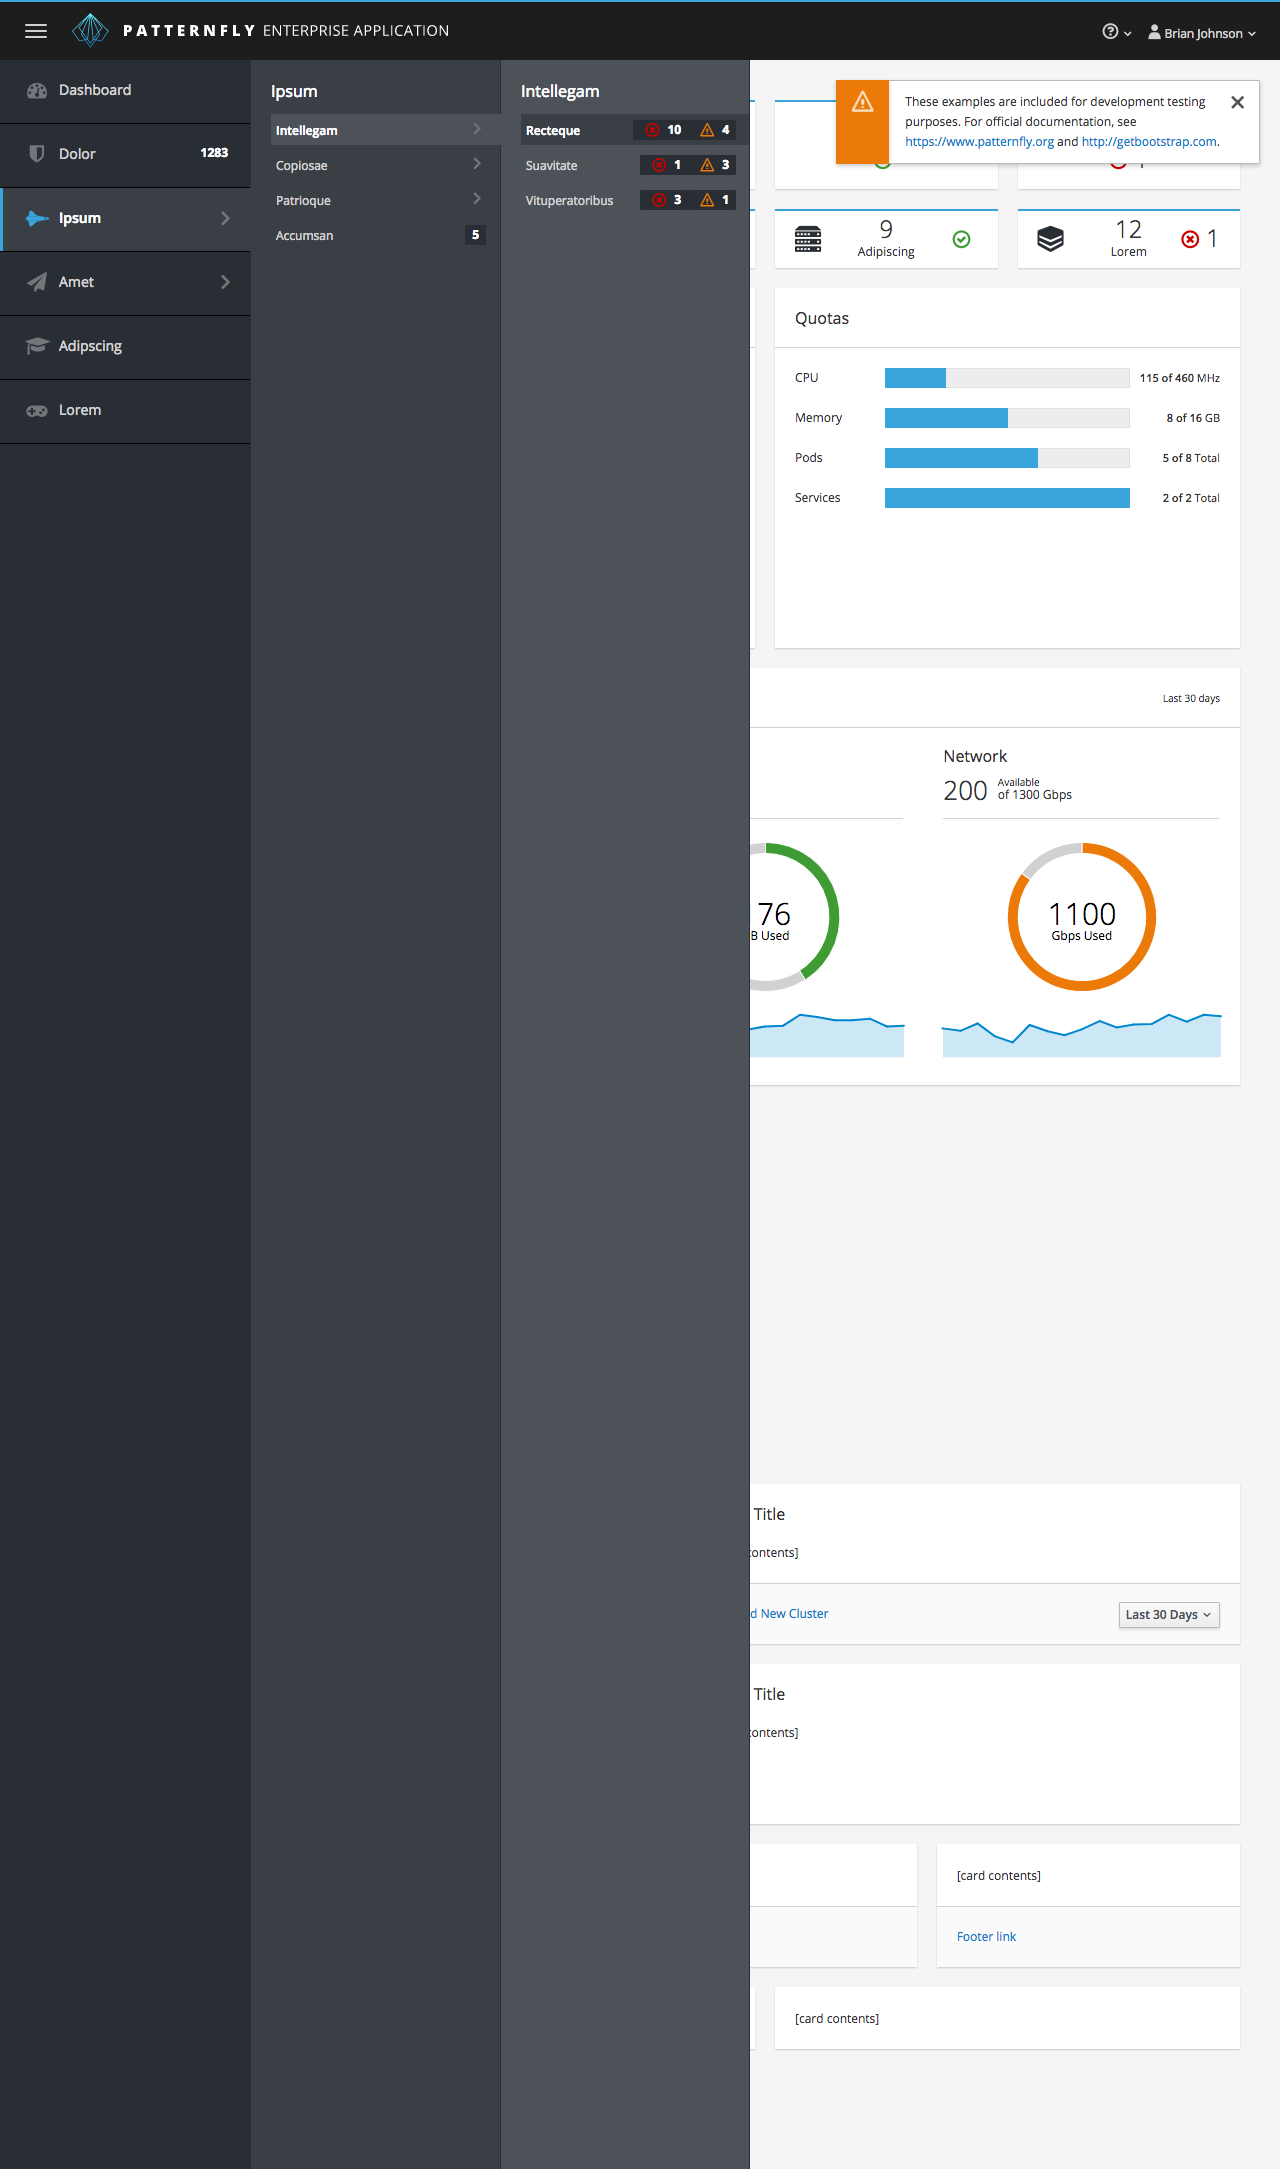 PATTERNFLY ENTERPRISE APPLICATION
Brian Johnson
Dashboard
Dolor 1283
Ipsum
Amet
Adipscing
Lorem
Ipsum
Intellegam
Copiosae
Patrioque
Accumsan 5
Intellegam
Recteque 10 4
Suavitate 1 3
Vituperatoribus 3 1
These examples are included for development testing
purposes. For official documentation, see
https://www.patternfly.org and http://getbootstrap.com.
9
Adipiscing
12
Lorem
1
Quotas
CPU 115 of 460 MHz
Memory 8 of 16 GB
Pods 5 of 8 Total
Services 2 of 2 Total
Last 30 days
Network
200 Available
of 1300 Gbps
76
B Used
1100
Gbps Used
Title
contents]
d New Cluster
Last 30 Days
Title
contents]
[card contents]
Footer link
[card contents]